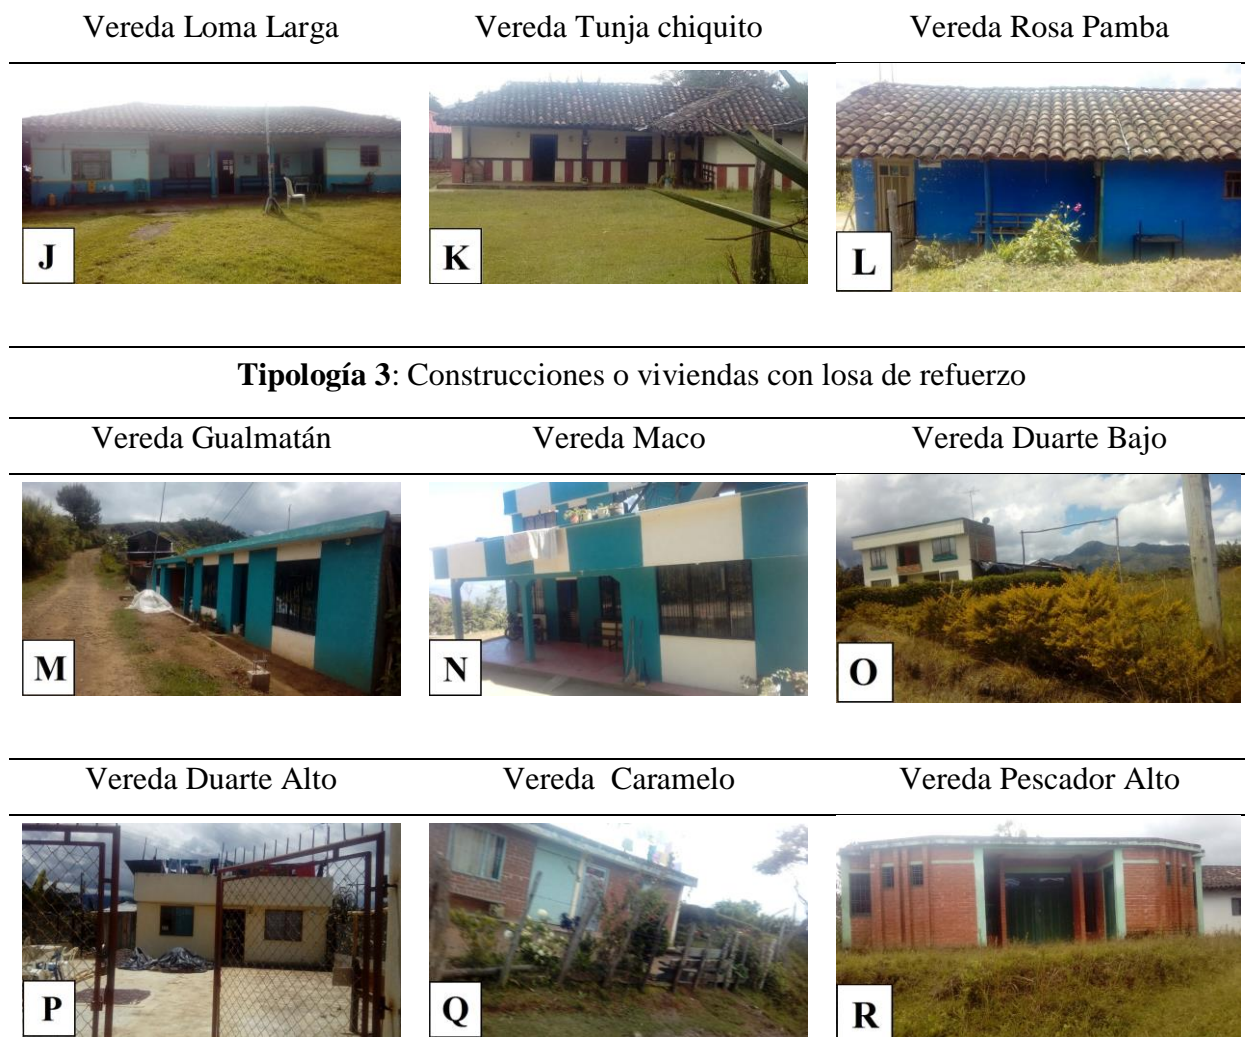 Vereda Loma Larga Vereda Tunja chiquito Vereda Rosa Pamba
J K L
Tipología 3: Construcciones o viviendas con losa de refuerzo
Vereda Gualmatán Vereda Maco Vereda Duarte Bajo
M N O
Vereda Duarte Alto Vereda Caramelo Vereda Pescador Alto
P Q R